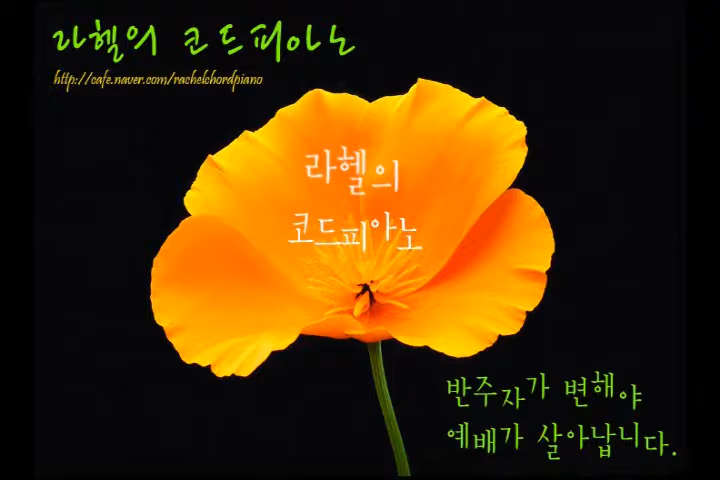 라헬의 코드피아노
http://cafe.naver.com/rachelchordpiano
라헬의
코드피아노
반주자가 변해야
예배가 살아납니다.